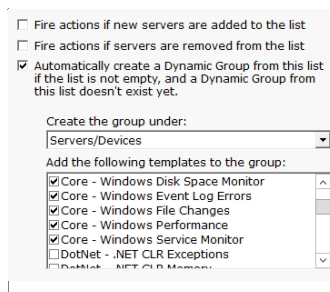 Fire actions if new servers are added to the list
Fire actions if servers are removed from the list
Automatically create a Dynamic Group from this list
if the list is not empty, and a Dynamic Group from
this list doesn't exist yet.
Create the group under:
Servers/Devices
Add the following templates to the group:
Core - Windows Disk Space Monitor
Core - Windows Event Log Errors
Core - Windows File Changes
Core - Windows Performance
Core - Windows Service Monitor
DotNet - .NET CLR Exceptions
DotNet - .NET CLR Memory